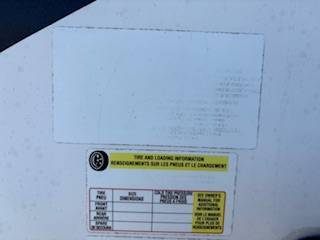 TIRE AND LOADING INFORMATION
RENSEIGNEMENTS SUR LES PNEUS ET LE CHARGEMENT
TIRE
PNEU
SIZE
DIMENSIONS
COLD TIRE PRESSURE
PRESSION DES
PNEUS A FROID
SEE OWNER'S
MANUAL FOR
ADDITIONAL
INFORMATION
VOIR LE MANUEL
DE L'USAGER
POUR PLUS DE
RENSEIGNEMENTS
FRONT
AVANT
REAR
ARRIÈRE
SPARE
DE SECOURS